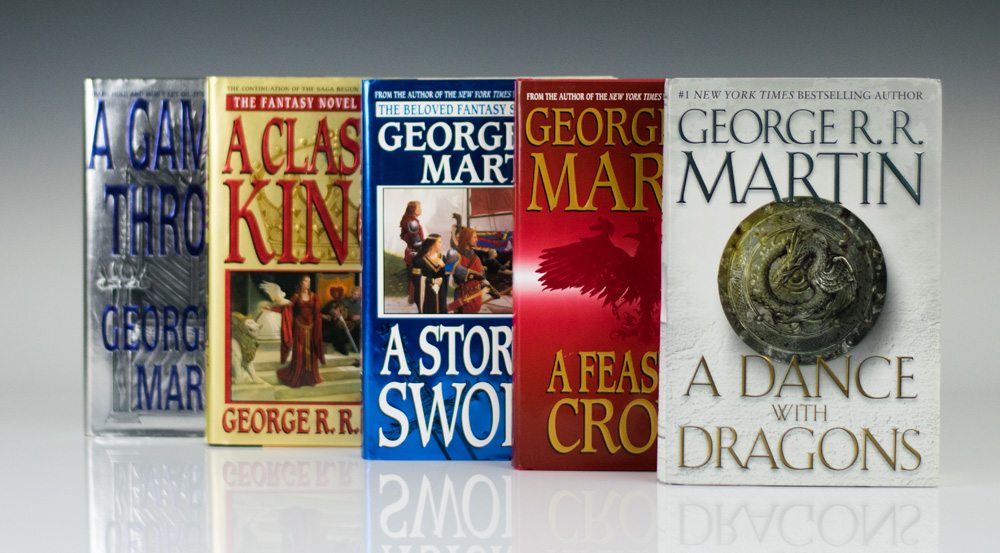 A GAM
THRO
GEORG
MAR
THE CONTINUATION OF THE SAGA BEGUN
THE FANTASY NOVEL
A CLAS
KIN
GEORGE R. R.
FROM THE AUTHOR OF THE NEW YORK TIMES
THE BELOVED FANTASY S
GEORGE
MART
A STOR
SWO
FROM THE AUTHOR OF THE NEW YORK TIMES
GEORGE
MAR
A FEAS
CRO
#1 NEW YORK TIMES BESTSELLING AUTHOR
GEORGE R. R.
MARTIN
A DANCE
WITH
DRAGONS